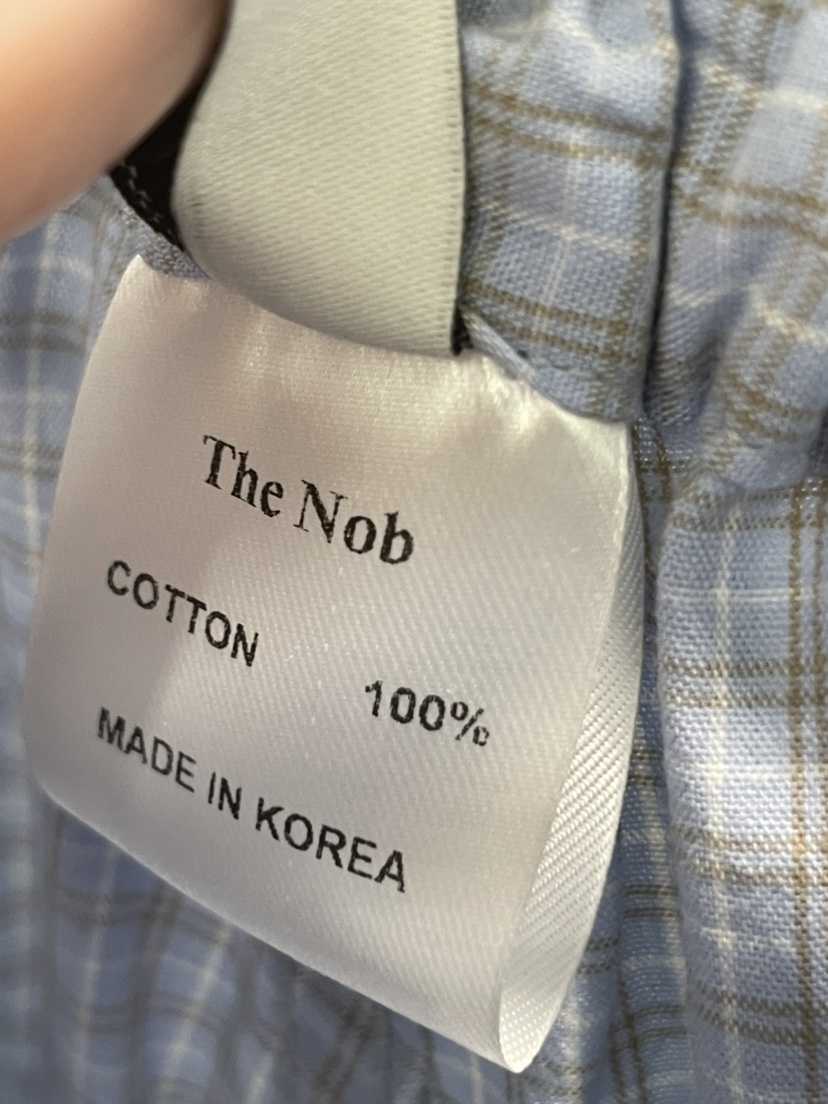 The Nob
COTTON 100%
MADE IN KOREA